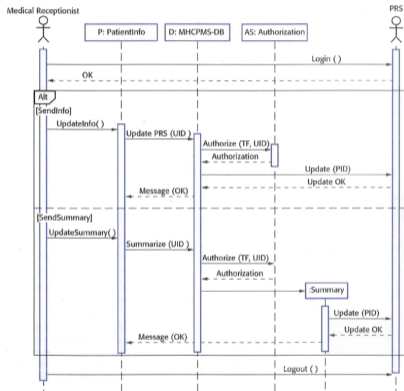 Medical Receptionist
PRS
P: PatientInfo
D: MHCPMS-DB
AS: Authorization
Login ( )
OK
Alt
[SendInfo]
UpdateInfo( )
Update PRS (UID )
Authorize (TF, UID)
Authorization
Update (PID)
Update OK
Message (OK)
[SendSummary]
UpdateSummary( )
Summarize (UID )
Authorize (TF, UID)
Authorization
:Summary
Update (PID)
Update OK
Message (OK)
Logout ( )